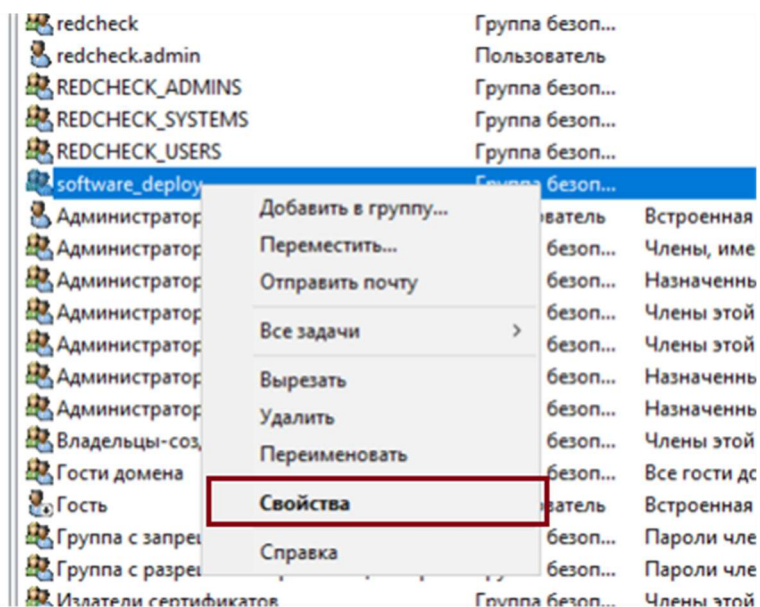 redcheck Группа безоп...
redcheck.admin Пользователь
REDCHECK_ADMINS Группа безоп...
REDCHECK_SYSTEMS Группа безоп...
REDCHECK_USERS Группа безоп...
software_deploy Группа безоп...
Добавить в группу...
Переместить...
Отправить почту
Все задачи >
Вырезать
Удалить
Переименовать
Свойства
Справка
Администратор ватель Встроенная
Администратор безоп... Члены, име
Администратор безоп... Назначеннь
Администратор безоп... Члены этой
Администратор безоп... Члены этой
Администратор безоп... Назначеннь
Администратор безоп... Назначеннь
Владельцы-соз безоп... Члены этой
Гости домена безоп... Все гости дс
Гость ватель Встроенная
Группа с запре безоп... Пароли чле
Группа с разре безоп... Пароли чле
Издатели сертификатов Группа безоп... Члены этой